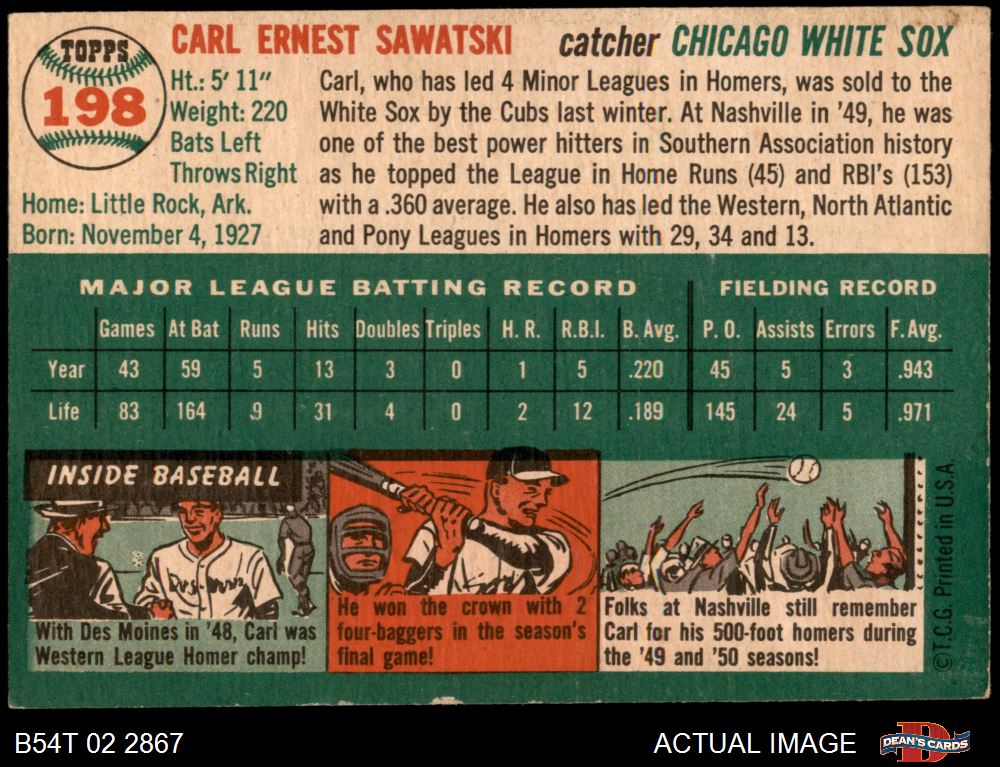 TOPPS
198
CARL ERNEST SAWATSKI catcher CHICAGO WHITE SOX
Ht.: 5' 11"
Weight: 220
Bats Left
Throws Right
Home: Little Rock, Ark.
Born: November 4, 1927
Carl, who has led 4 Minor Leagues in Homers, was sold to the
White Sox by the Cubs last winter. At Nashville in '49, he was
one of the best power hitters in Southern Association history
as he topped the League in Home Runs (45) and RBI's (153)
with a .360 average. He also has led the Western, North Atlantic
and Pony Leagues in Homers with 29, 34 and 13.
MAJOR LEAGUE BATTING RECORD FIELDING RECORD
Games At Bat Runs Hits Doubles Triples H. R. R.B.I. B. Avg. P. O. Assists Errors F. Avg.
Year 43 59 5 13 3 0 1 5 .220 45 5 3 .943
Life 83 164 9 31 4 0 2 12 .189 145 24 5 .971
INSIDE BASEBALL
With Des Moines in '48, Carl was
Western League Homer champ!
He won the crown with 2
four-baggers in the season's
final game!
Folks at Nashville still remember
Carl for his 500-foot homers during
the '49 and '50 seasons!
©T.C.G. Printed in U.S.A.
B54T 02 2867
ACTUAL IMAGE
DEAN'S CARDS